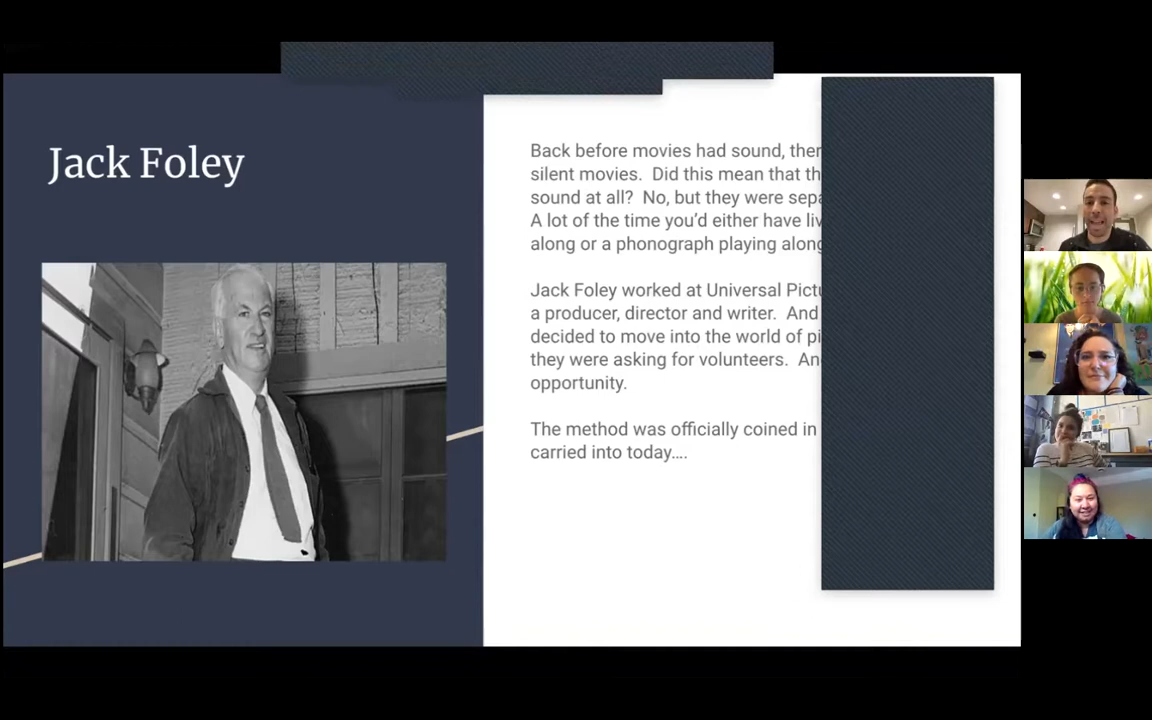 Jack Foley
Back before movies had sound, ther
silent movies.  Did this mean that th
sound at all?  No, but they were sepa
A lot of the time you'd either have liv
along or a phonograph playing along
Jack Foley worked at Universal Pictu
a producer, director and writer.  And
decided to move into the world of pi
they were asking for volunteers.  An
opportunity.
The method was officially coined in
carried into today....